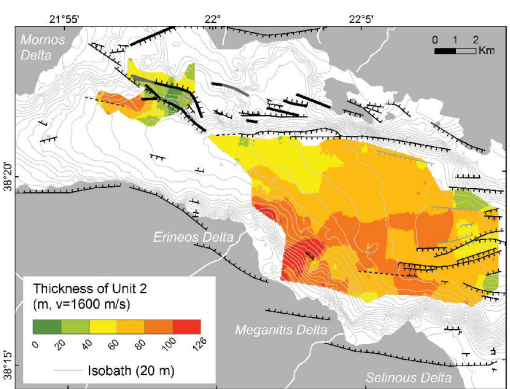 21°55' 22° 22°5'
Mornos
Delta
0 1 2
Km
38°20'
Erineos Delta
Thickness of Unit 2
(m, v=1600 m/s)
0 20 40 60 80 100 126
Isobath (20 m)
Meganitis Delta
38°15'
Selinous Delta